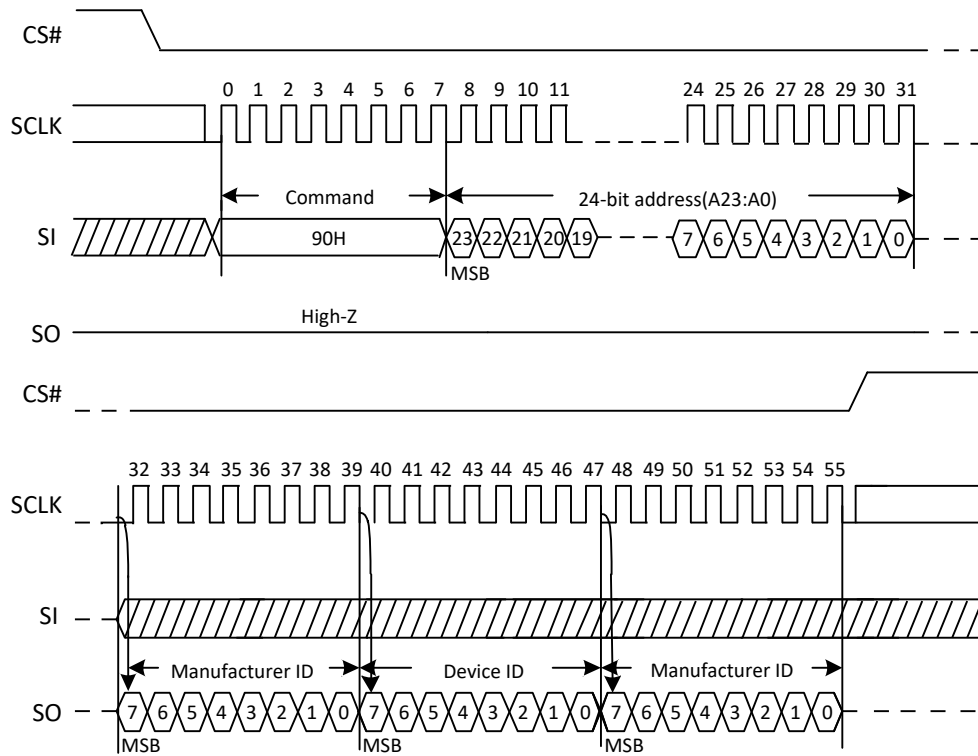 CS#
0 1 2 3 4 5 6 7 8 9 10 11 24 25 26 27 28 29 30 31
SCLK
Command 24-bit address(A23:A0)
SI 90H 23 22 21 20 19 7 6 5 4 3 2 1 0
MSB
High-Z
SO
CS#
32 33 34 35 36 37 38 39 40 41 42 43 44 45 46 47 48 49 50 51 52 53 54 55
SCLK
SI
Manufacturer ID Device ID Manufacturer ID
SO 7 6 5 4 3 2 1 0 7 6 5 4 3 2 1 0 7 6 5 4 3 2 1 0
MSB MSB MSB